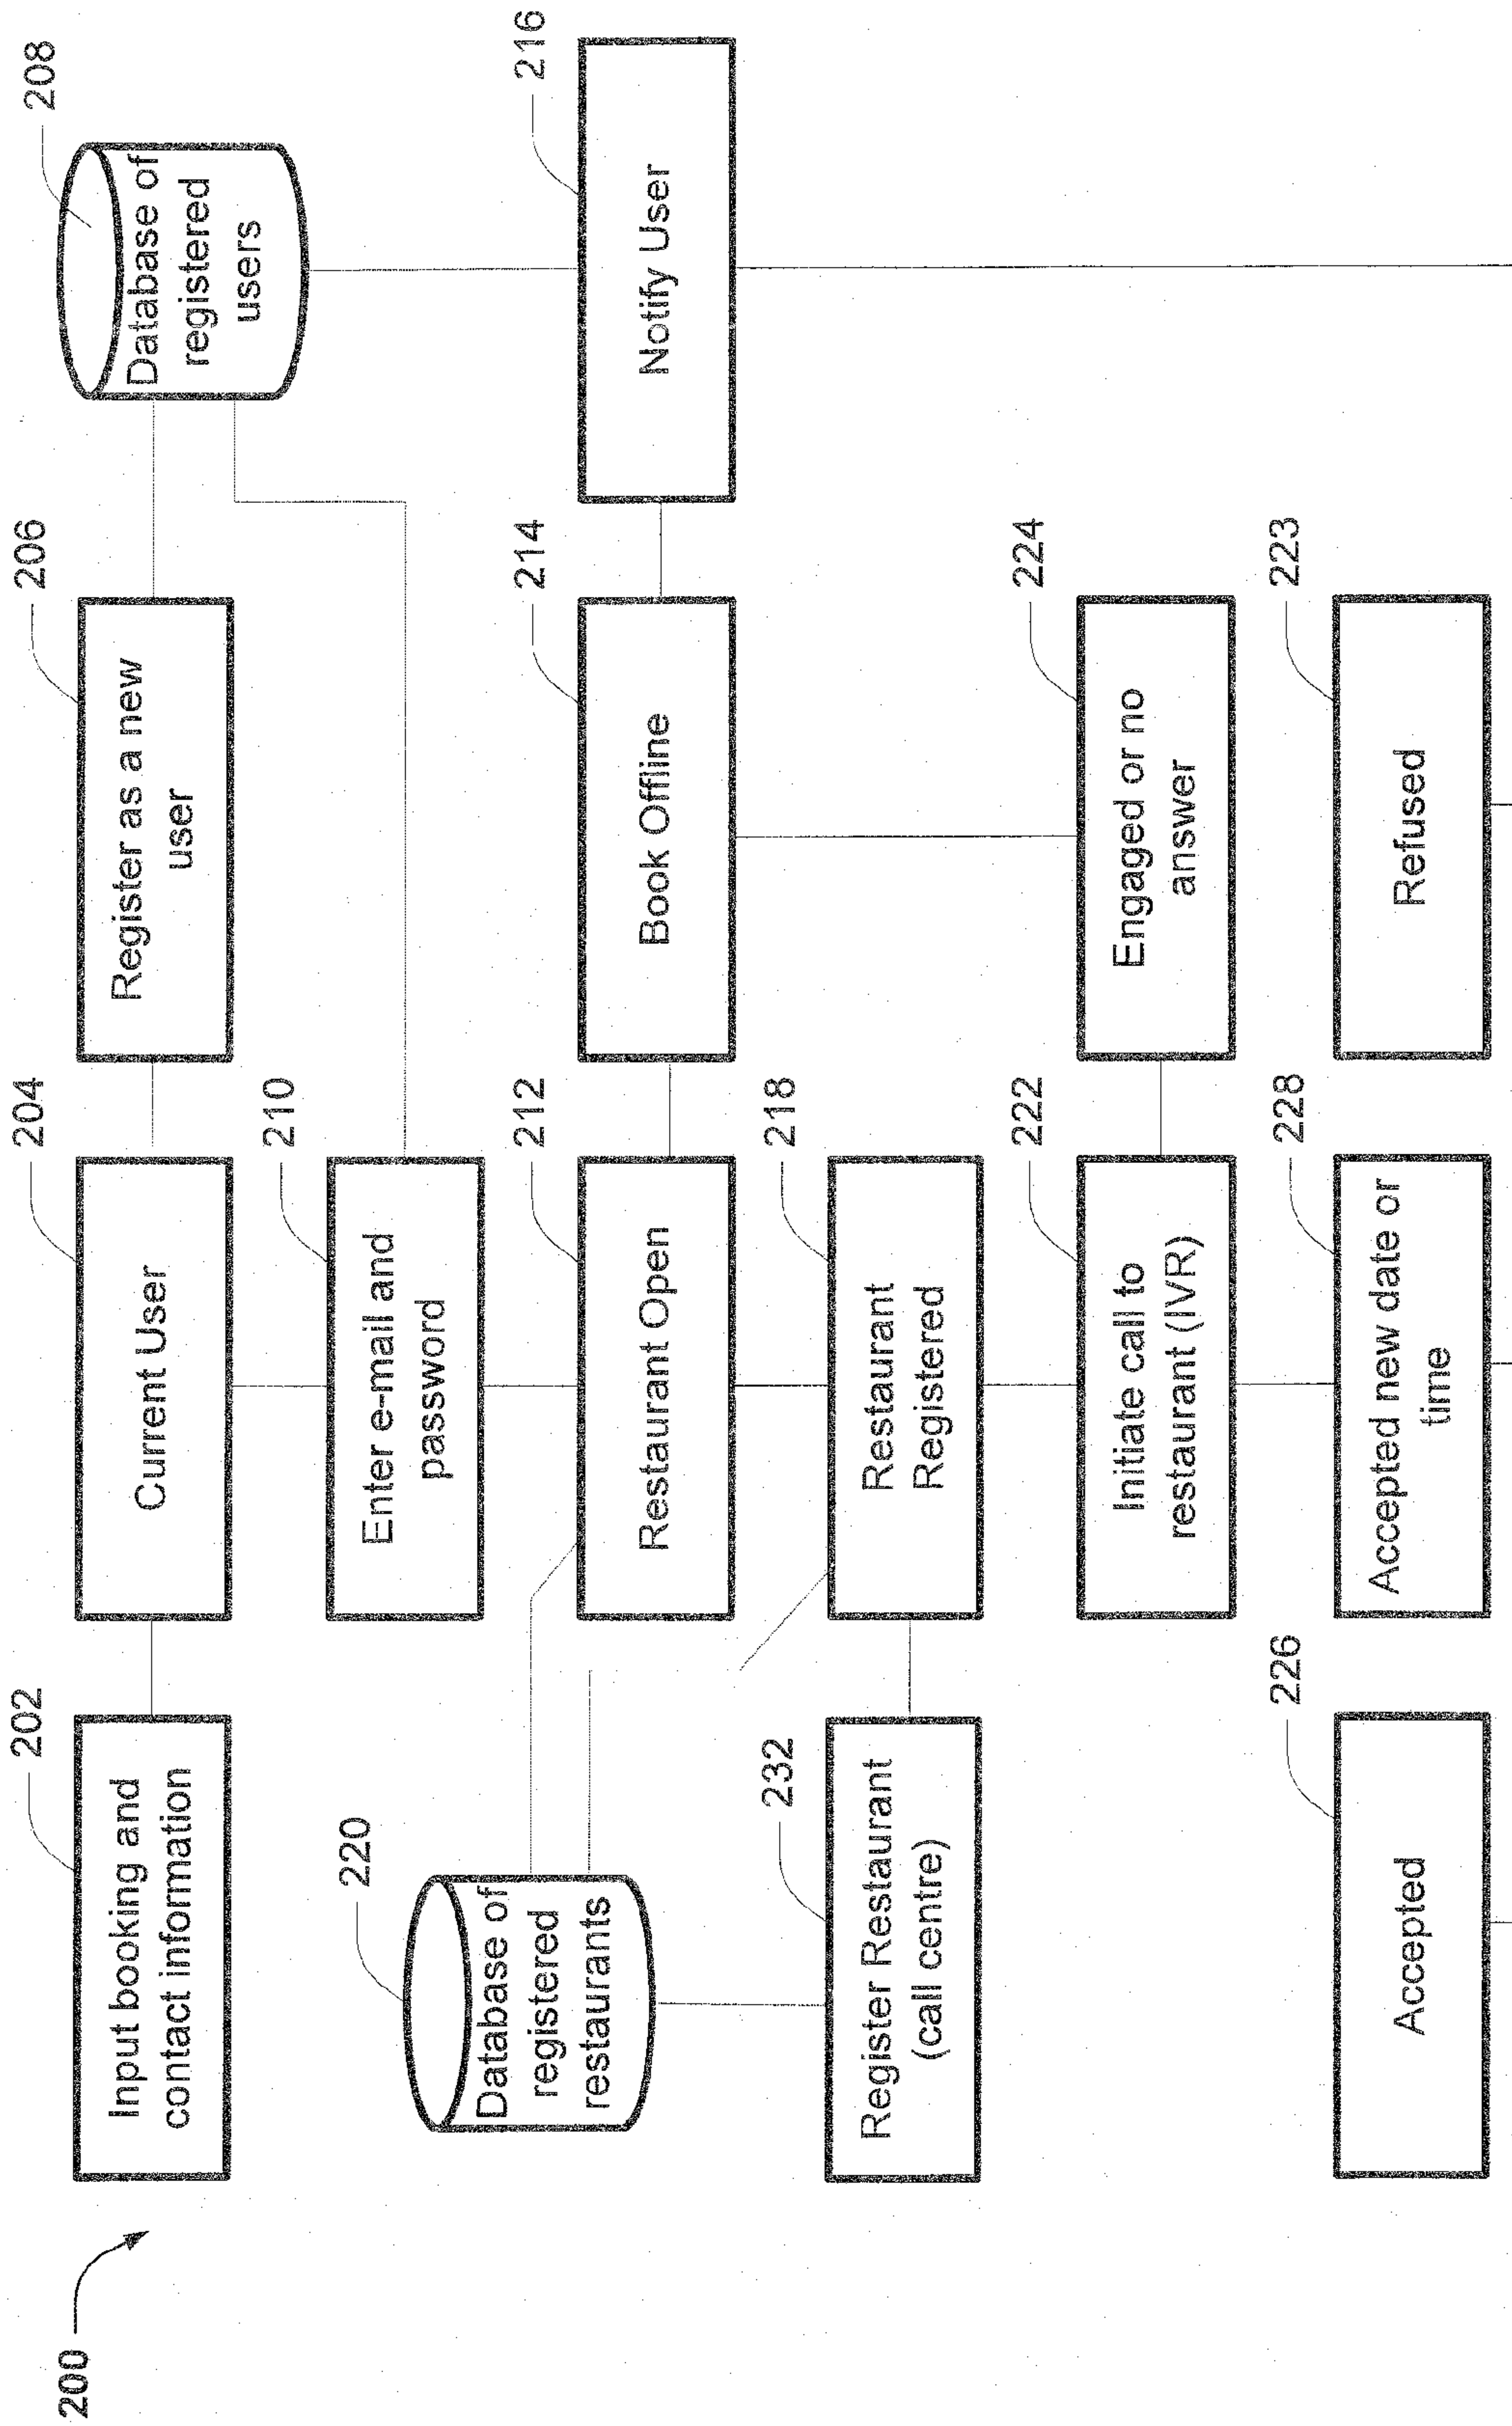 200
202
Input booking and
contact information
204
Current User
206
Register as a new
user
208
Database of
registered
users
210
Enter e-mail and
password
220
Database of
registered
restaurants
212
Restaurant Open
214
Book Offline
216
Notify User
232
Register Restaurant
(call centre)
218
Restaurant
Registered
222
Initiate call to
restaurant (IVR)
224
Engaged or no
answer
226
Accepted
228
Accepted new date or
time
223
Refused